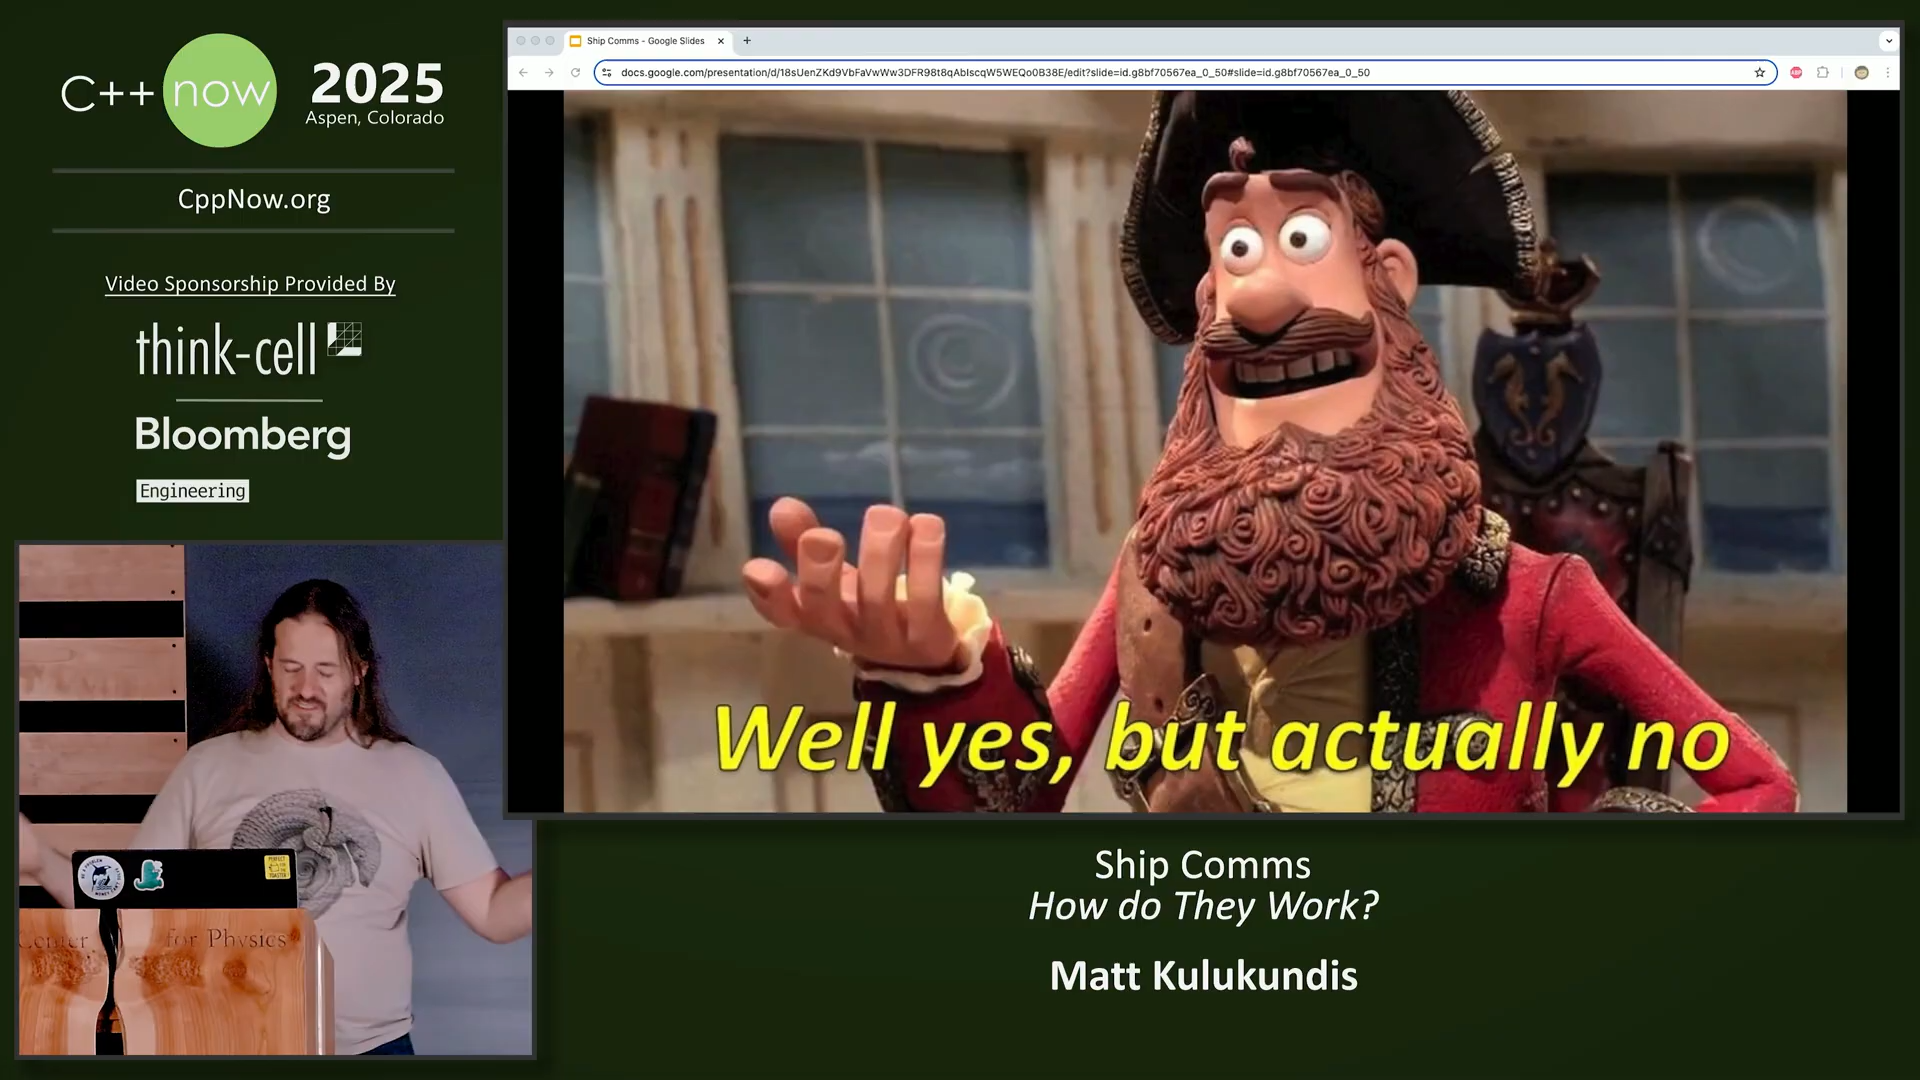 C++ now
2025
Aspen, Colorado
CppNow.org
Video Sponsorship Provided By
think-cell
Bloomberg
Engineering
Ship Comms - Google Slides
docs.google.com/presentation/d/18sUenZKd9VbFaVwWw3DFR98t8qAbIscqW5WEQo0B38E/edit?slide=id.g8bf70567ea_0_50#slide=id.g8bf70567ea_0_50
Well yes, but actually no
Center for Physics
Ship Comms
How do They Work?
Matt Kulukundis